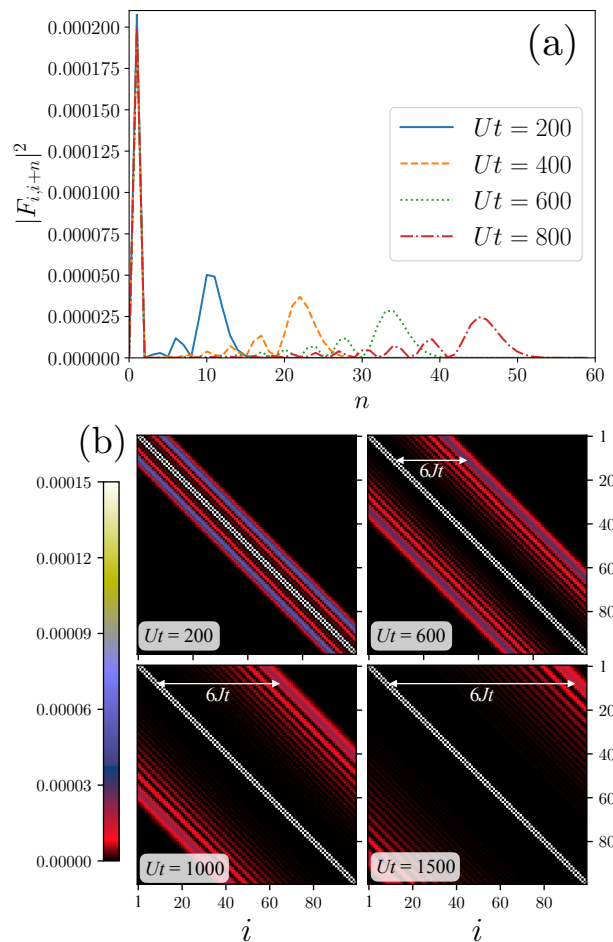 (a)
0.000200
0.000175
0.000150
0.000125
0.000100
0.000075
0.000050
0.000025
0.000000
|F_{i,i+n}|^2
Ut = 200
Ut = 400
Ut = 600
Ut = 800
0 10 20 30 40 50 60
n
(b)
0.00015
0.00012
0.00009
0.00006
0.00003
0.00000
Ut = 200
6Jt
Ut = 600
1
20
40
60
80
6Jt
Ut = 1000
6Jt
Ut = 1500
1
20
40
60
80
1 20 40 60 80
1 20 40 60 80
i
i